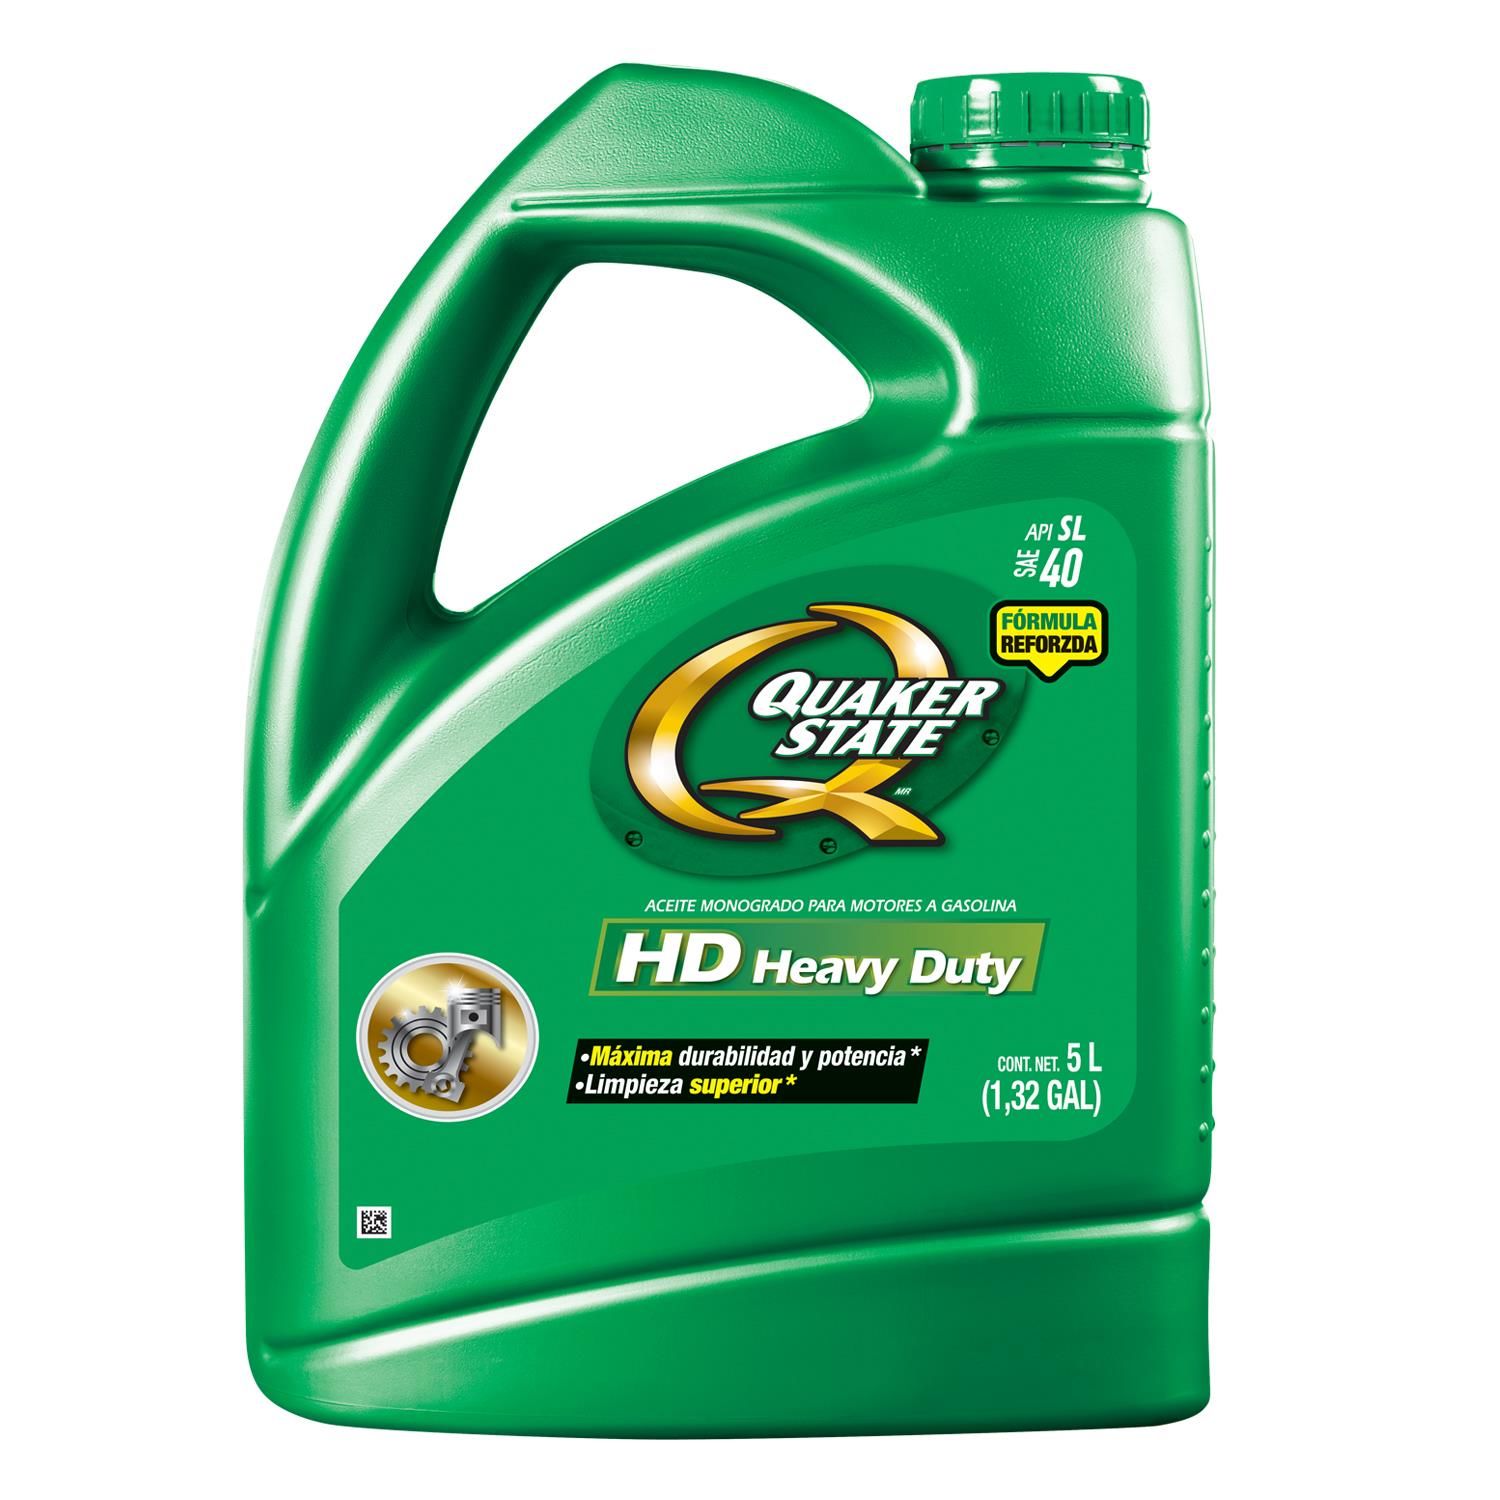 API SL
SAE 40
FÓRMULA
REFORZDA
QUAKER
STATE
MR
ACEITE MONOGRADO PARA MOTORES A GASOLINA
HD Heavy Duty
•Máxima durabilidad y potencia*
•Limpieza superior*
CONT. NET. 5 L
(1,32 GAL)